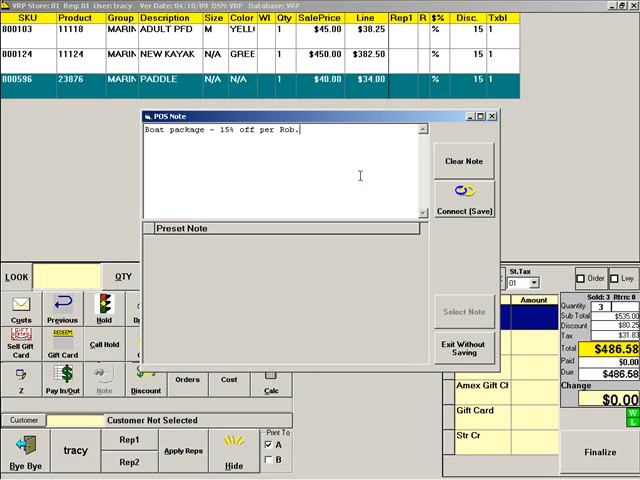 VRP Store: 01 Reg: 01 User: tracy Ver Date: 04/10/09 DSN: VRP Database: VRP
SKU Product Group Name Size Color WI Qty SalePrice Line Rep1 R $% Disc. Txbl
800103 11118 MARIN ADULT PFD M YELL 1 $45.00 $38.25 % 15 1
800124 11124 MARIN NEW KAYAK N/A GREE 1 $450.00 $382.50 % 15 1
800596 23876 MARIN PADDLE N/A N/A 1 $40.00 $34.00 % 15 1
POS Note
Boat package - 15% off per Rob.
Clear Note
Connect (Save)
Preset Note
Select Note
Exit Without
Saving
LOOK QTY
St.Tax
01
Order Lwy
Custs Previous Hold
Sell Gift
Card
REDEEM
Gift Card Call Hold
Z Pay In/Out Note Discount Orders Cost Calc
Amount
Amex Gift Cl
Gift Card
Str Cr
Sold: 3 Rtrn: 0
Quantity 3
Sub Total $535.00
Discount $80.25
Tax $31.83
Total $486.58
Paid $0.00
Due $486.58
Change
$0.00
W
L
Customer Customer Not Selected
Bye Bye tracy Rep1 Rep2 Apply Reps Hide
Print To
A
B
Finalize